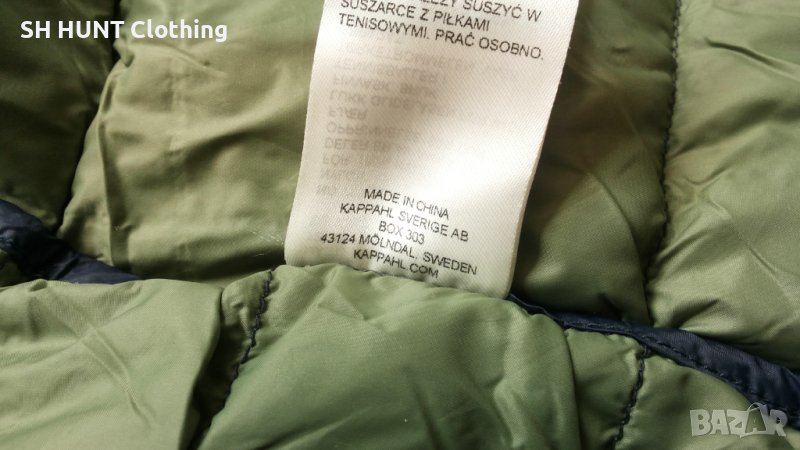 SH HUNT Clothing
SUSZYĆ W
SUSZARCE Z PIŁKAMI
TENISOWYMI. PRAĆ OSOBNO.
MADE IN CHINA
KAPPAHL SVERIGE AB
BOX 303
43124 MÖLNDAL, SWEDEN
KAPPAHL.COM
BAZAR